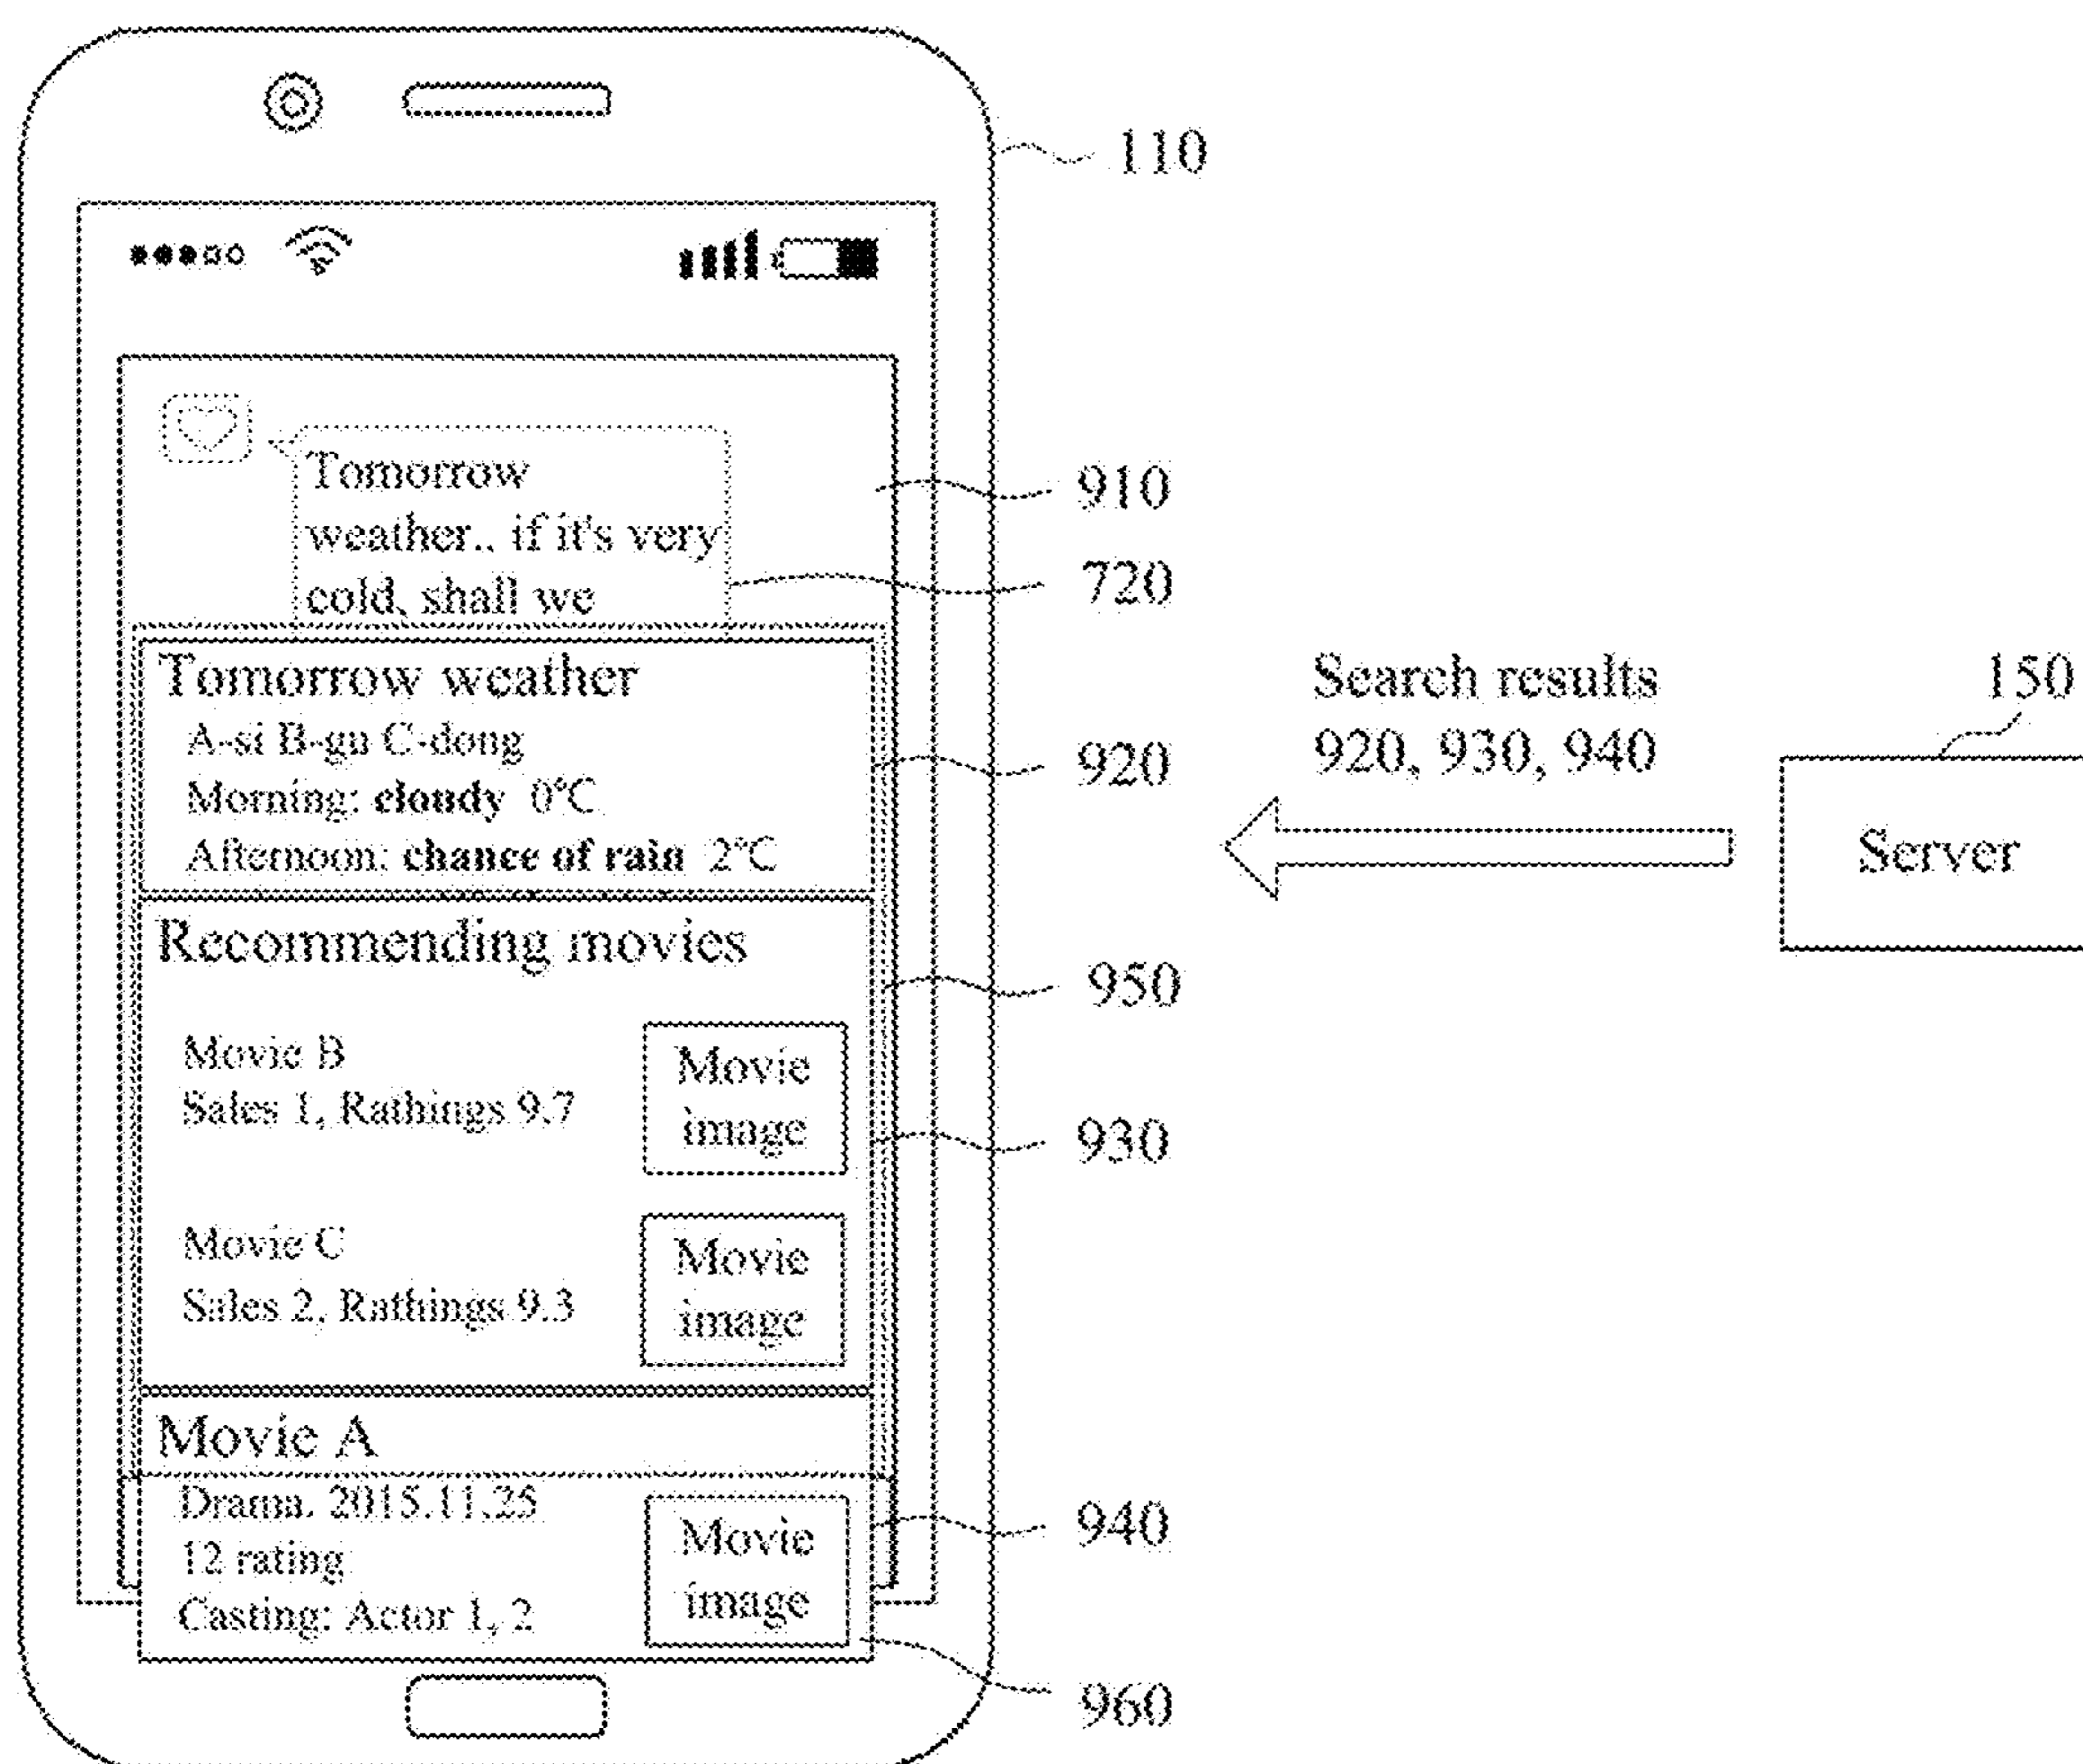 110
Tomorrow
weather., if it's very
cold, shall we
910
720
Tomorrow weather
A-si B-gu C-dong
Morning: cloudy 0°C
Afternoon: chance of rain 2°C
920
Search results
920, 930, 940
150
Server
Recommending movies
950
Movie B
Sales 1, Rathings 9.7
Movie
image
930
Movie C
Sales 2, Rathings 9.3
Movie
image
Movie A
Drama. 2015.11.25
12 rating
Casting: Actor 1, 2
Movie
image
940
960